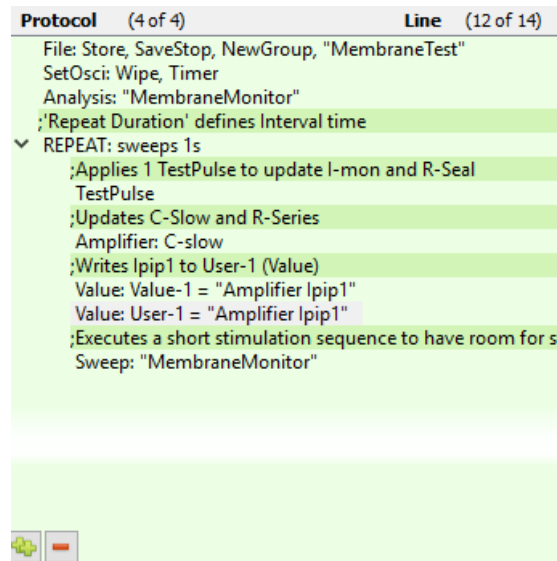 Protocol (4 of 4) Line (12 of 14)
File: Store, SaveStop, NewGroup, "MembraneTest"
SetOsci: Wipe, Timer
Analysis: "MembraneMonitor"
;'Repeat Duration' defines Interval time
REPEAT: sweeps 1s
;Applies 1 TestPulse to update I-mon and R-Seal
TestPulse
;Updates C-Slow and R-Series
Amplifier: C-slow
;Writes Ipip1 to User-1 (Value)
Value: Value-1 = "Amplifier Ipip1"
Value: User-1 = "Amplifier Ipip1"
;Executes a short stimulation sequence to have room for s
Sweep: "MembraneMonitor"